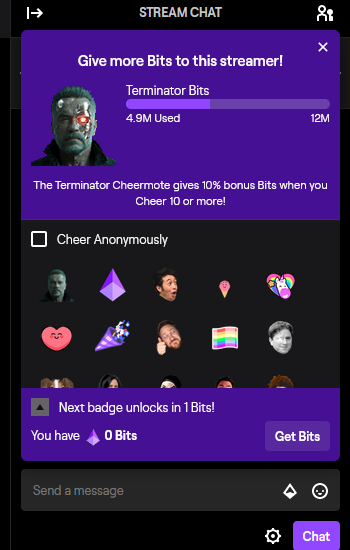 STREAM CHAT
Give more Bits to this streamer!
Terminator Bits
4.9M Used
12M
The Terminator Cheermote gives 10% bonus Bits when you
Cheer 10 or more!
Cheer Anonymously
Next badge unlocks in 1 Bits!
You have 0 Bits
Get Bits
Send a message
Chat